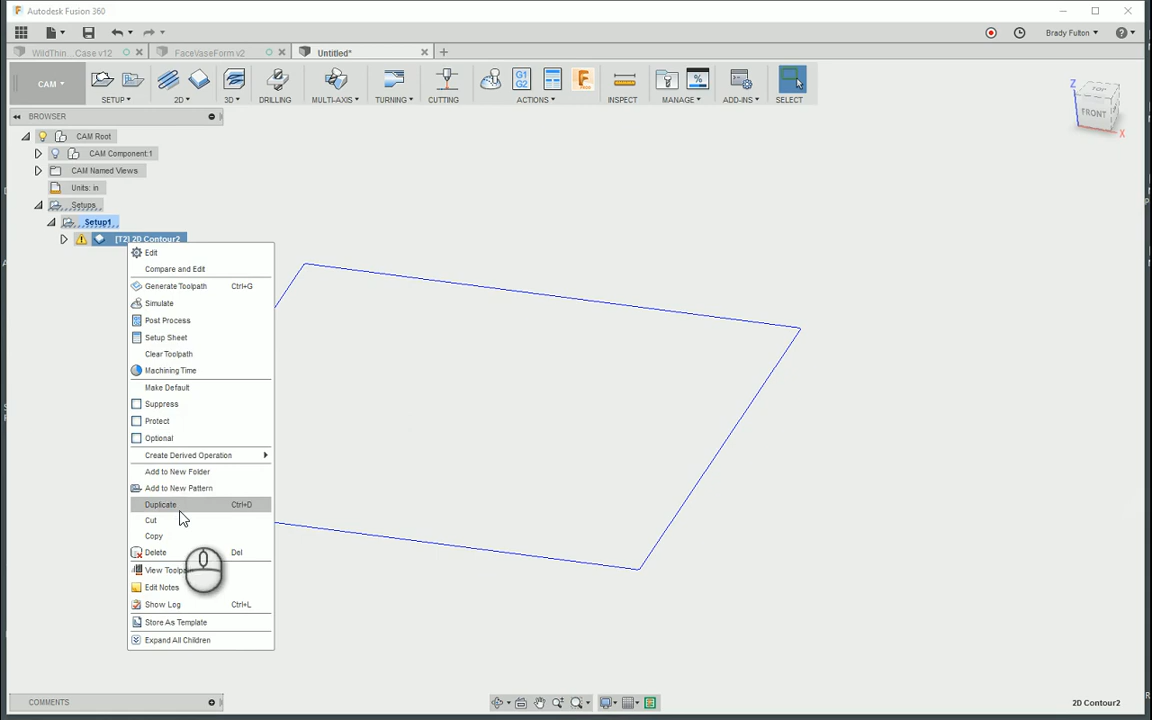 Autodesk Fusion 360
Brady Fulton
WildThin...Case v12
FaceVaseForm v2
Untitled*
CAM
SETUP
2D
3D
DRILLING
MULTI-AXIS
TURNING
CUTTING
G1
G2
ACTIONS
INSPECT
MANAGE
ADD-INS
SELECT
BROWSER
CAM Root
CAM Component:1
CAM Named Views
Units: in
Setups
Setup1
[T2] 2D Contour2
Edit
Compare and Edit
Generate Toolpath Ctrl+G
Simulate
Post Process
Setup Sheet
Clear Toolpath
Machining Time
Make Default
Suppress
Protect
Optional
Create Derived Operation
Add to New Folder
Add to New Pattern
Duplicate Ctrl+D
Cut
Copy
Delete Del
View
Edit Notes
Show Log Ctrl+L
Store As Template
Expand All Children
Z
TOP
FRONT
X
COMMENTS
2D Contour2